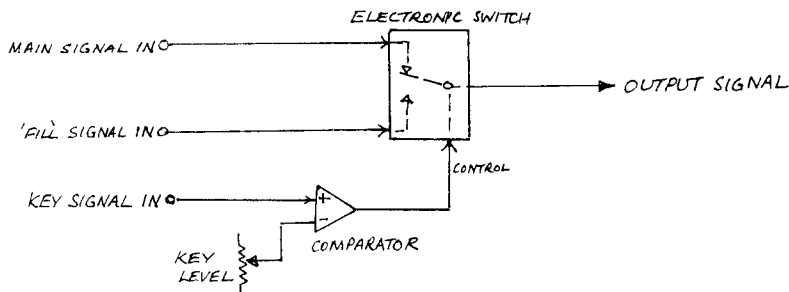 ELECTRONIC SWITCH
MAIN SIGNAL IN
OUTPUT SIGNAL
'FILL' SIGNAL IN
CONTROL
KEY SIGNAL IN
+
-
COMPARATOR
KEY
LEVEL